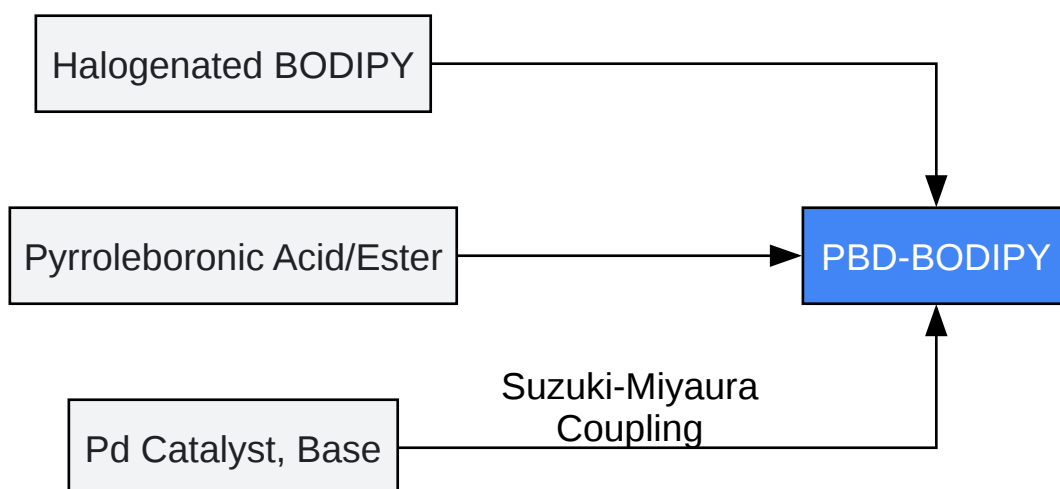 Halogenated BODIPY
Pyrroleboronic Acid/Ester
PBD-BODIPY
Suzuki-Miyaura
Coupling
Pd Catalyst, Base